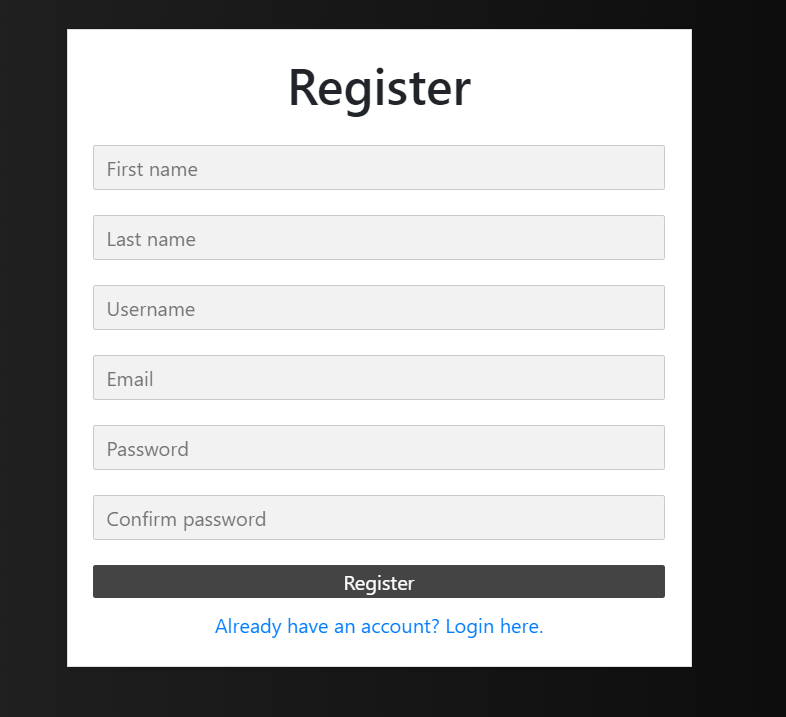 Register
First name
Last name
Username
Email
Password
Confirm password
Register
Already have an account? Login here.